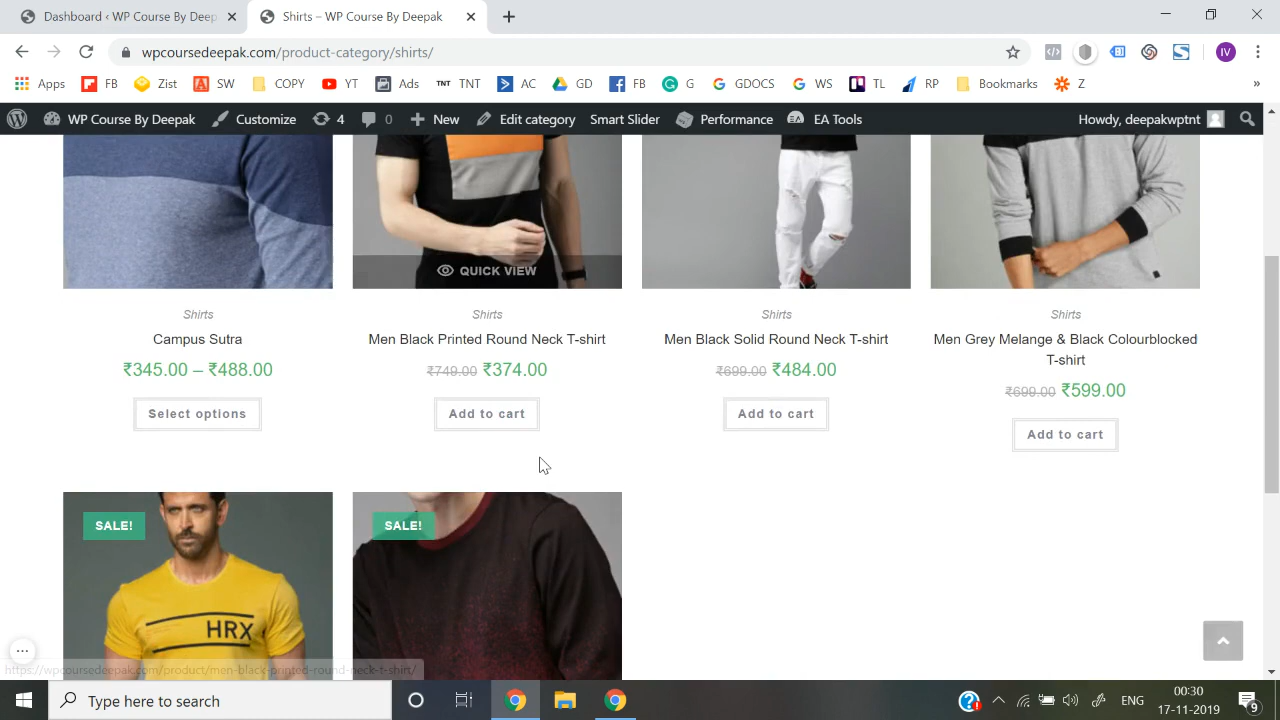 Dashboard ‹ WP Course By Deep
Shirts – WP Course By Deepak
wpcoursedeepak.com/product-category/shirts/
IV
Apps FB Zist SW COPY YT Ads TNT TNT AC GD FB G GDOCS WS TL RP Bookmarks Z »
WP Course By Deepak Customize 4 0 New Edit category Smart Slider Performance EA Tools Howdy, deepakwptnt
QUICK VIEW
Shirts Shirts Shirts Shirts
Campus Sutra Men Black Printed Round Neck T-shirt Men Black Solid Round Neck T-shirt Men Grey Melange & Black Colourblocked
T-shirt
₹345.00 – ₹488.00 ₹749.00 ₹374.00 ₹699.00 ₹484.00
₹699.00 ₹599.00
Select options Add to cart Add to cart
Add to cart
SALE! SALE!
HRX
https://wpcoursedeepak.com/product/men-black-printed-round-neck-t-shirt/
Type here to search
ENG
00:30
17-11-2019
9